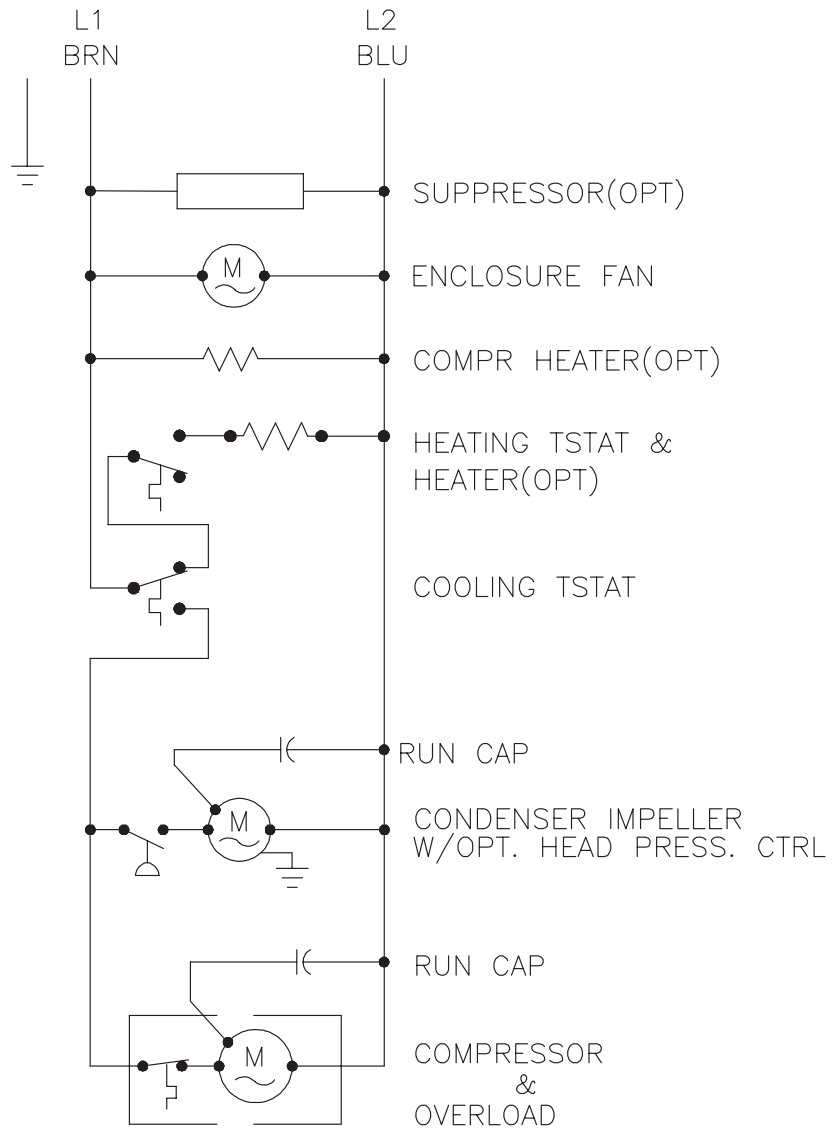 L1 L2
BRN BLU
SUPPRESSOR(OPT)
M
ENCLOSURE FAN
COMPR HEATER(OPT)
HEATING TSTAT &
HEATER(OPT)
COOLING TSTAT
RUN CAP
M
CONDENSER IMPELLER
W/OPT. HEAD PRESS. CTRL
RUN CAP
M
COMPRESSOR
&
OVERLOAD